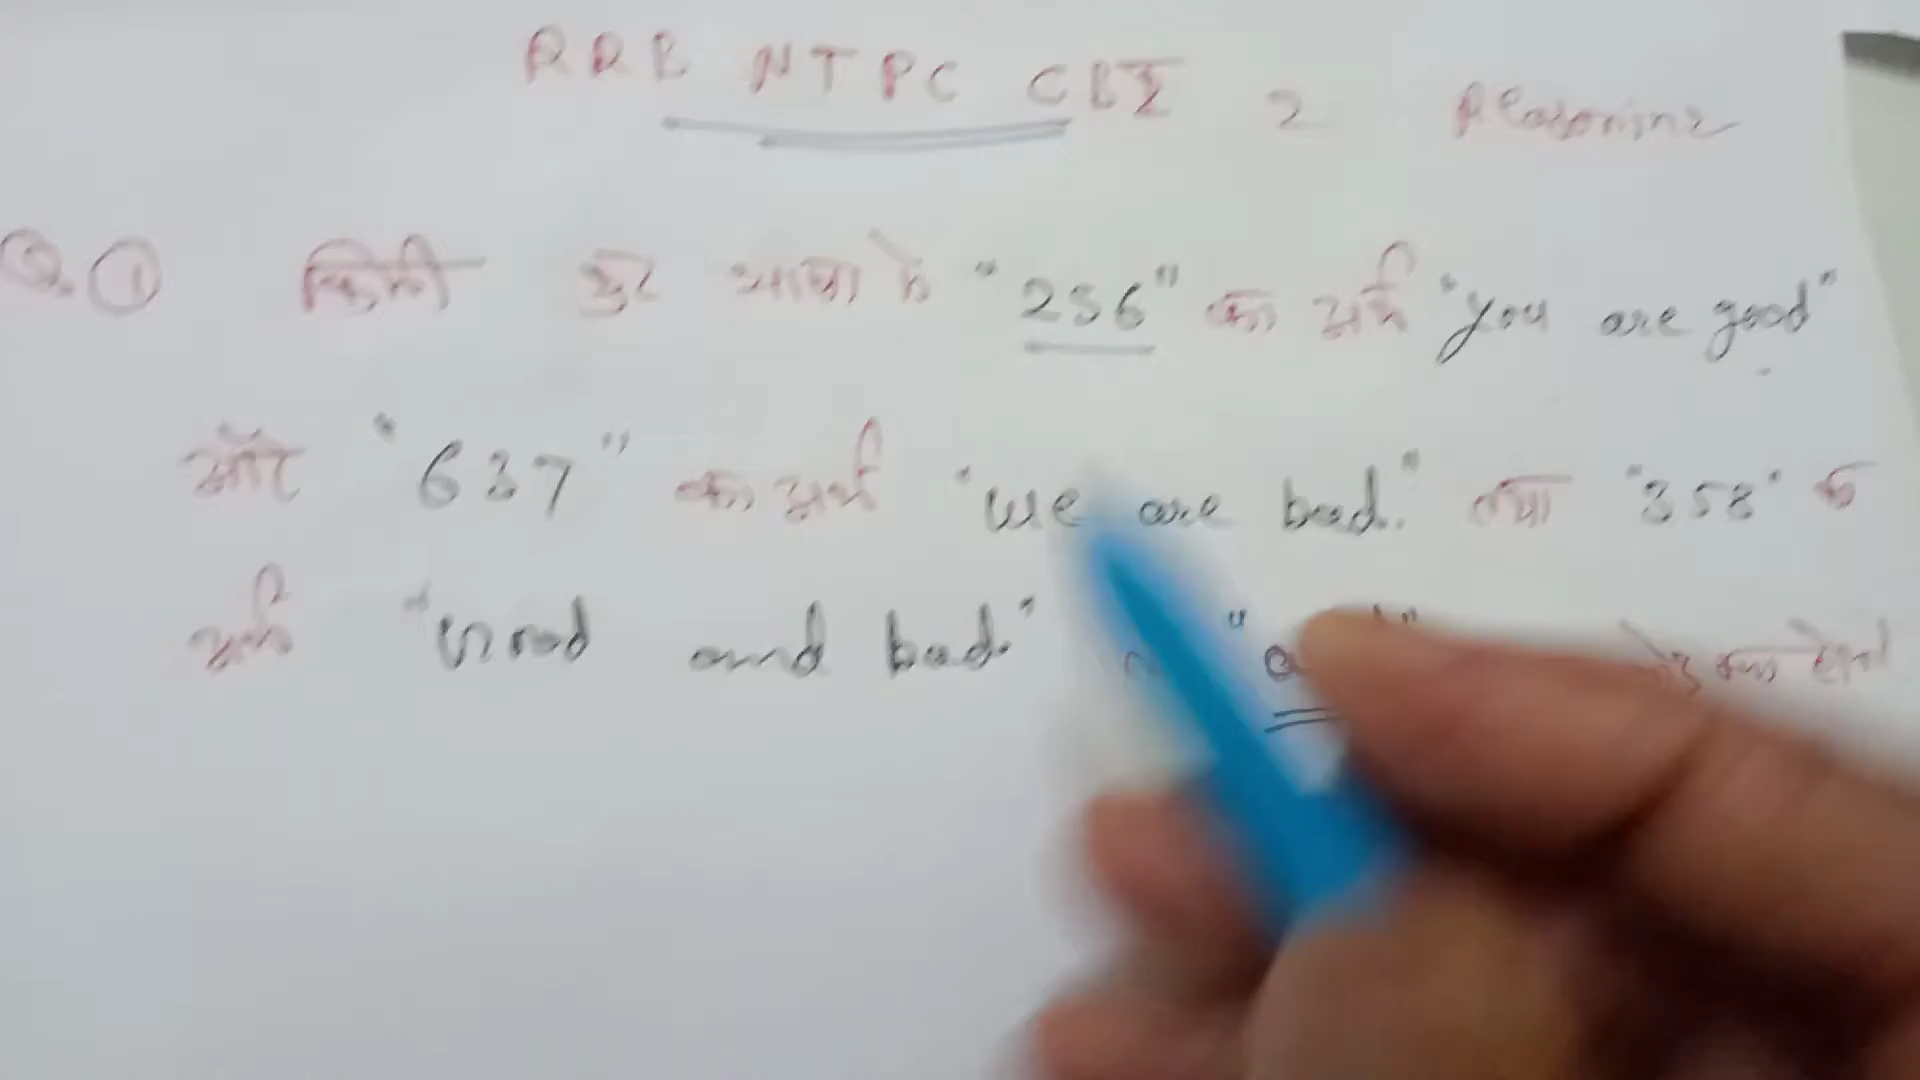 RRB NTPC CBT 2 Reasoning
Q. 1 किसी कूट भाषा में "256" का अर्थ "you are good"
और "637" का अर्थ "we are bad." तथा "358" के
अर्थ "Good and bad."